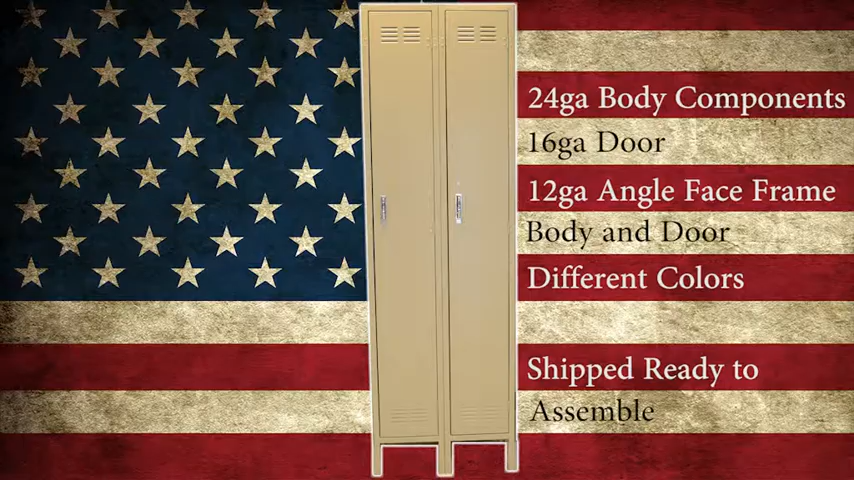 24ga Body Components
16ga Door
12ga Angle Face Frame
Body and Door
Different Colors
Shipped Ready to
Assemble